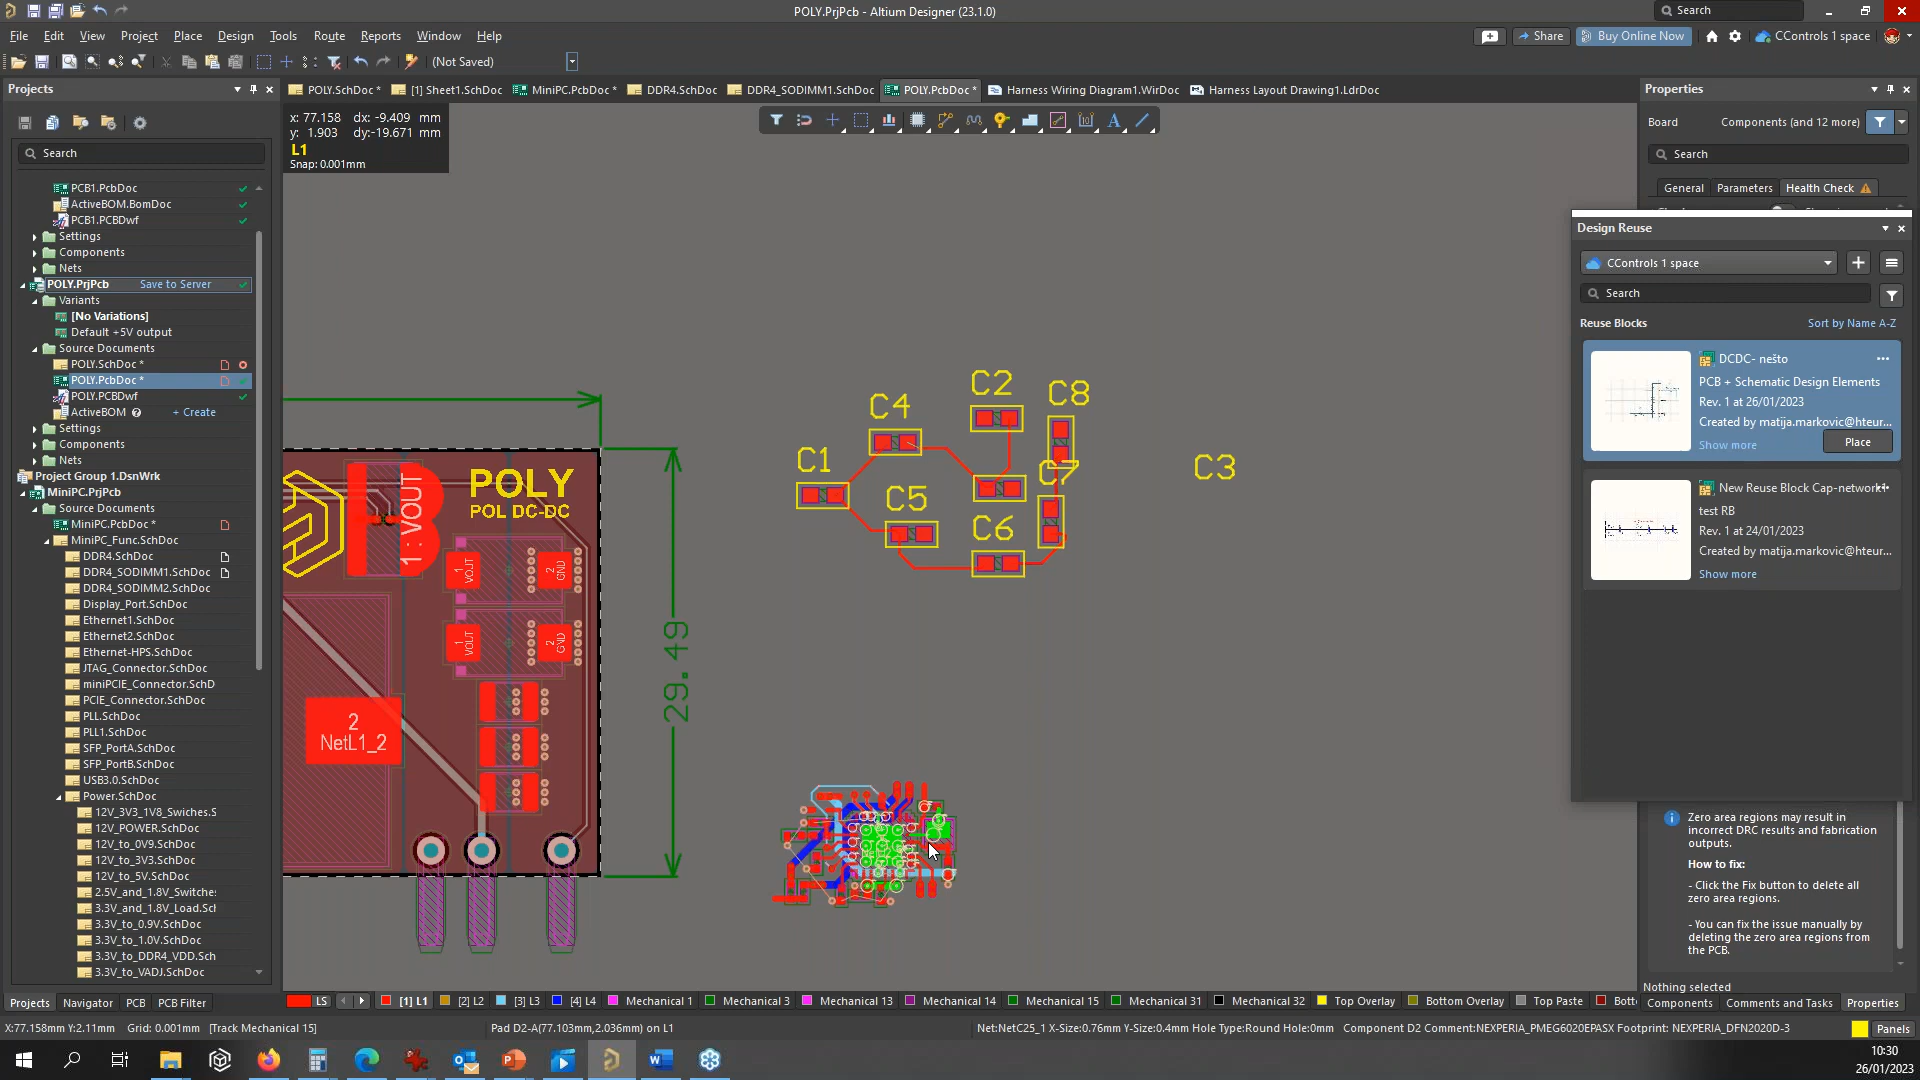 POLY.PrjPcb - Altium Designer (23.1.0)
Search
File Edit View Project Place Design Tools Route Reports Window Help
Share
Buy Online Now
CControls 1 space
(Not Saved)
Projects
POLY.SchDoc *
[1] Sheet1.SchDoc
MiniPC.PcbDoc *
DDR4.SchDoc
DDR4_SODIMM1.SchDoc
POLY.PcbDoc *
Harness Wiring Diagram1.WirDoc
Harness Layout Drawing1.LdrDoc
Properties
Search
PCB1.PcbDoc
ActiveBOM.BomDoc
PCB1.PCBDwf
Settings
Components
Nets
POLY.PrjPcb Save to Server
Variants
[No Variations]
Default +5V output
Source Documents
POLY.SchDoc *
POLY.PcbDoc *
POLY.PCBDwf
ActiveBOM + Create
Settings
Components
Nets
Project Group 1.DsnWrk
MiniPC.PrjPcb
Source Documents
MiniPC.PcbDoc *
MiniPC_Func.SchDoc
DDR4.SchDoc
DDR4_SODIMM1.SchDoc
DDR4_SODIMM2.SchDoc
Display_Port.SchDoc
Ethernet1.SchDoc
Ethernet2.SchDoc
Ethernet-HPS.SchDoc
JTAG_Connector.SchDoc
miniPCIE_Connector.SchD
PCIE_Connector.SchDoc
PLL.SchDoc
PLL1.SchDoc
SFP_PortA.SchDoc
SFP_PortB.SchDoc
USB3.0.SchDoc
Power.SchDoc
12V_3V3_1V8_Swiches.S
12V_POWER.SchDoc
12V_to_0V9.SchDoc
12V_to_3V3.SchDoc
12V_to_5V.SchDoc
2.5V_and_1.8V_Switche:
3.3V_and_1.8V_Load.Scl
3.3V_to_0.9V.SchDoc
3.3V_to_1.0V.SchDoc
3.3V_to_DDR4_VDD.Sch
3.3V_to_VADJ.SchDoc
Projects Navigator PCB PCB Filter
x: 77.158 dx: -9.409 mm
y: 1.903 dy:-19.671 mm
L1
Snap: 0.001mm
C2
C8
C4
C1
C7
C3
C5
C6
POLY
POL DC-DC
1 : VOUT
1
VOUT
2
GND
1
VOUT
2
GND
29.49
2
NetL1_2
Board Components (and 12 more)
Search
General Parameters Health Check
Design Reuse
CControls 1 space
Search
Reuse Blocks Sort by Name A-Z
DCDC- nešto
PCB + Schematic Design Elements
Rev. 1 at 26/01/2023
Created by matija.markovic@hteur...
Show more
Place
New Reuse Block Cap-network
test RB
Rev. 1 at 24/01/2023
Created by matija.markovic@hteur...
Show more
Zero area regions may result in
incorrect DRC results and fabrication
outputs.
How to fix:
- Click the Fix button to delete all
zero area regions.
- You can fix the issue manually by
deleting the zero area regions from
the PCB.
Nothing selected
Components Comments and Tasks Properties
LS
[1] L1
[2] L2
[3] L3
[4] L4
Mechanical 1
Mechanical 3
Mechanical 13
Mechanical 14
Mechanical 15
Mechanical 31
Mechanical 32
Top Overlay
Bottom Overlay
Top Paste
Bott
X:77.158mm Y:2.11mm Grid: 0.001mm [Track Mechanical 15]
Pad D2-A(77.103mm,2.036mm) on L1
Net:NetC25_1 X-Size:0.76mm Y-Size:0.4mm Hole Type:Round Hole:0mm Component D2 Comment:NEXPERIA_PMEG6020EPASX Footprint: NEXPERIA_DFN2020D-3
Panels
10:30
26/01/2023